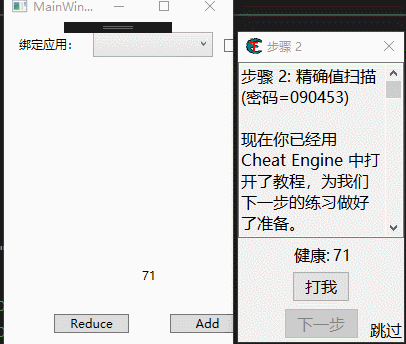 MainWin...
绑定应用：
71
Reduce
Add
步骤 2
步骤 2: 精确值扫描
(密码=090453)
现在你已经用
Cheat Engine 中打
开了教程，为我们
下一步的练习做好
了准备。
健康: 71
打我
下一步
跳过